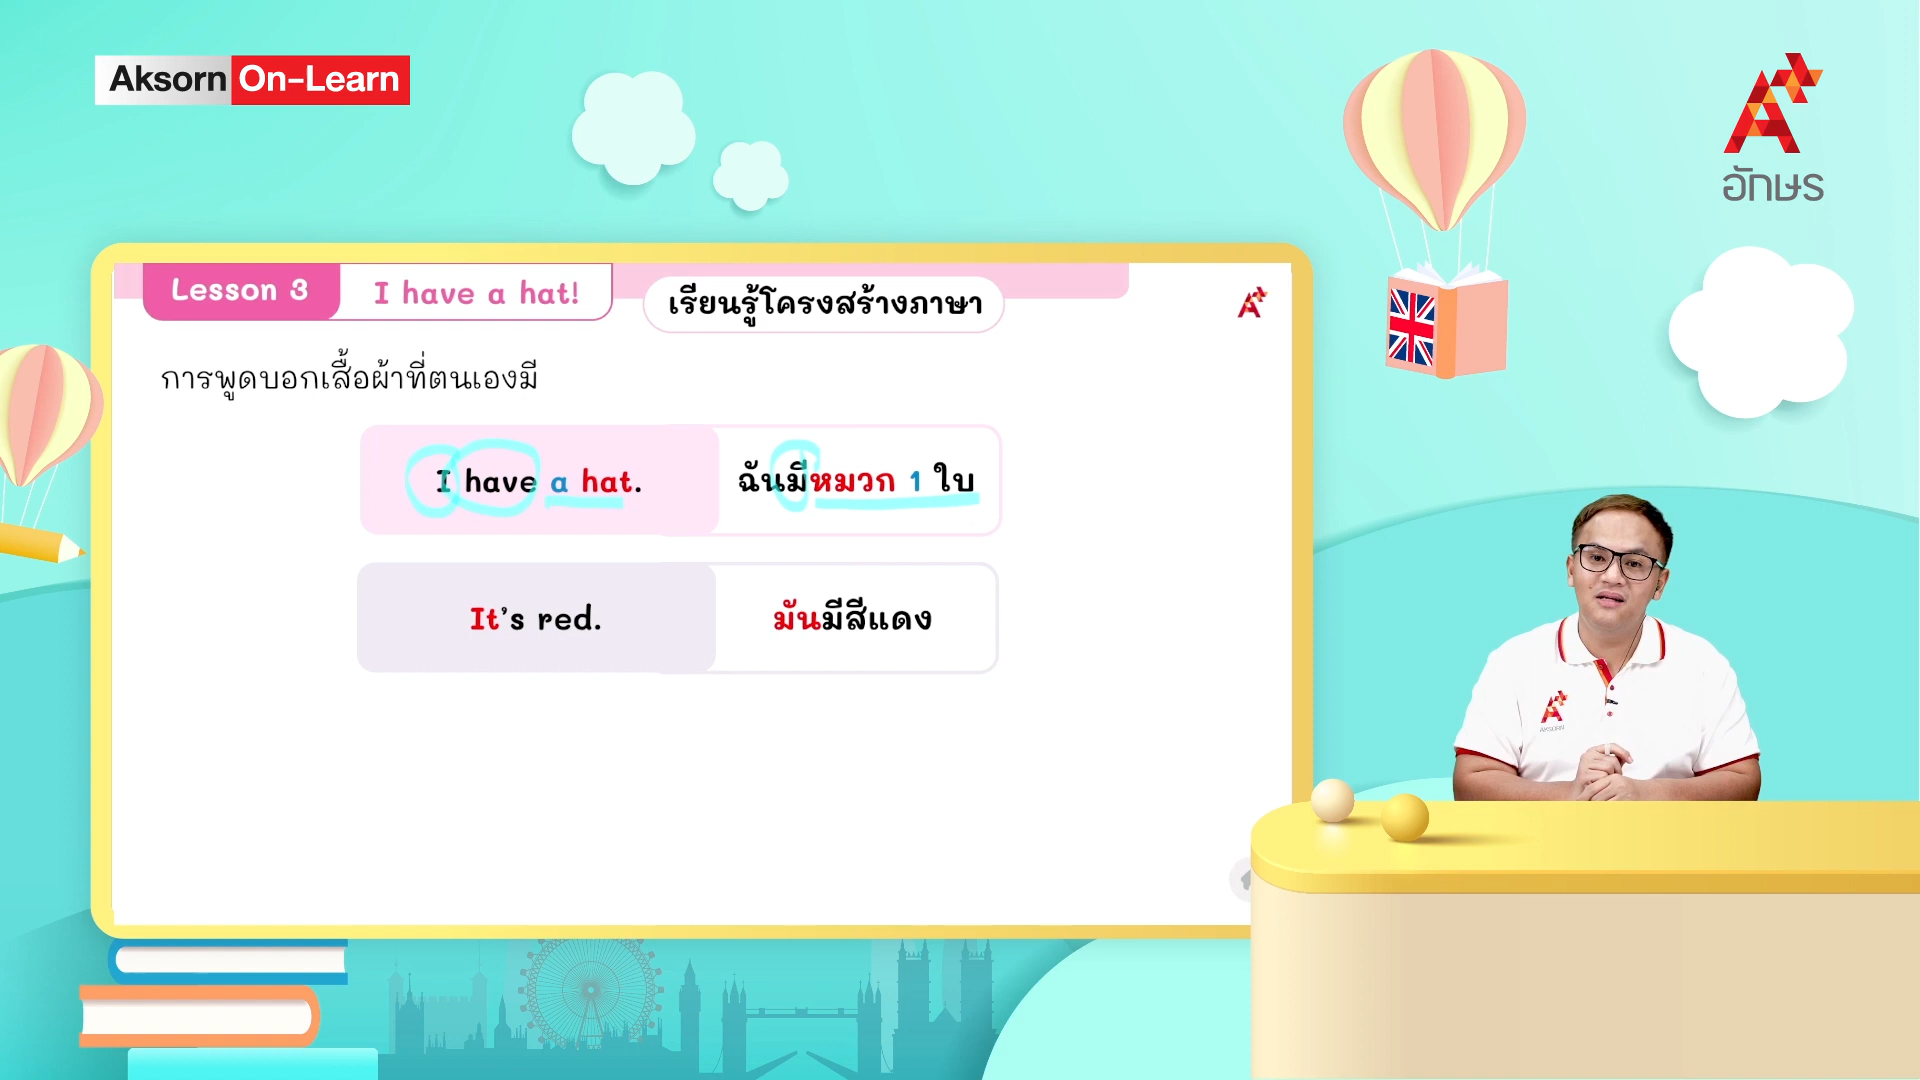 Aksorn On-Learn
อักษร
Lesson 3
I have a hat!
เรียนรู้โครงสร้างภาษา
การพูดบอกเสื้อผ้าที่ตนเองมี
I have a hat.
ฉันมีหมวก 1 ใบ
It's red.
มันมีสีแดง
AKSORN